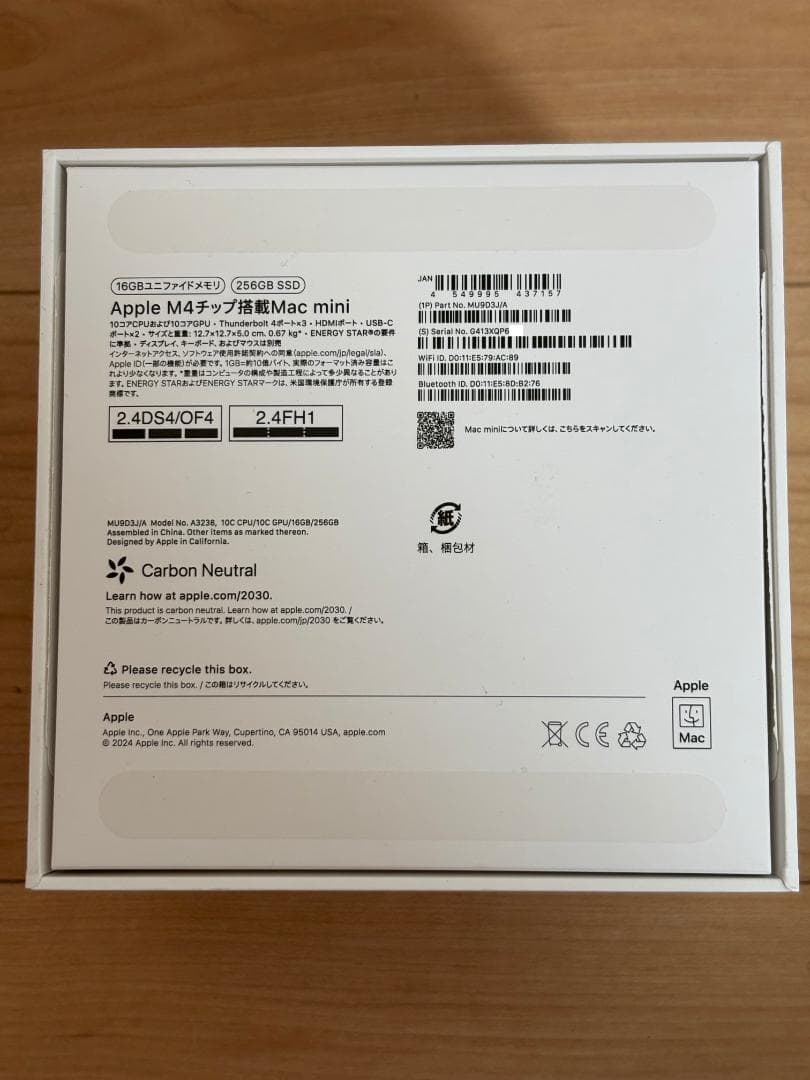 16GBユニファイドメモリ 256GB SSD
Apple M4チップ搭載Mac mini
10コアCPUおよび10コアGPU・Thunderbolt 4ポート×3・HDMIポート・USB-C
ポート×2・サイズと重量: 12.7×12.7×5.0 cm. 0.67 kg*・ENERGY STAR®の要件
に準拠・ディスプレイ、キーボード、およびマウスは別売
インターネットアクセス、ソフトウェア使用許諾契約への同意(apple.com/jp/legal/sla)、
Apple ID(一部の機能)が必要です。1GB=約10億バイト、実際のフォーマット済み容量はこ
れより少なくなります。*重量はコンピュータの構成や製造工程によって多少異なることがあり
ます。ENERGY STARおよびENERGY STARマークは、米国環境保護庁が所有する登録
商標です。
2.4DS4/OF4 2.4FH1
JAN
4 549995 437157
(1P) Part No. MU9D3J/A
(S) Serial No. G413XQP6
WiFi ID. D0:11:E5:79:AC:89
Bluetooth ID. D0:11:E5:8D:B2:76
Mac miniについて詳しくは、こちらをスキャンしてください。
MU9D3J/A Model No. A3238, 10C CPU/10C GPU/16GB/256GB
Assembled in China. Other items as marked thereon.
Designed by Apple in California.
紙
箱、梱包材
Carbon Neutral
Learn how at apple.com/2030.
This product is carbon neutral. Learn how at apple.com/2030. /
この製品はカーボンニュートラルです。詳しくは、apple.com/jp/2030 をご覧ください。
Please recycle this box.
Please recycle this box. / この箱はリサイクルしてください。
Apple
Apple Inc., One Apple Park Way, Cupertino, CA 95014 USA, apple.com
© 2024 Apple Inc. All rights reserved.
CE
Apple
Mac